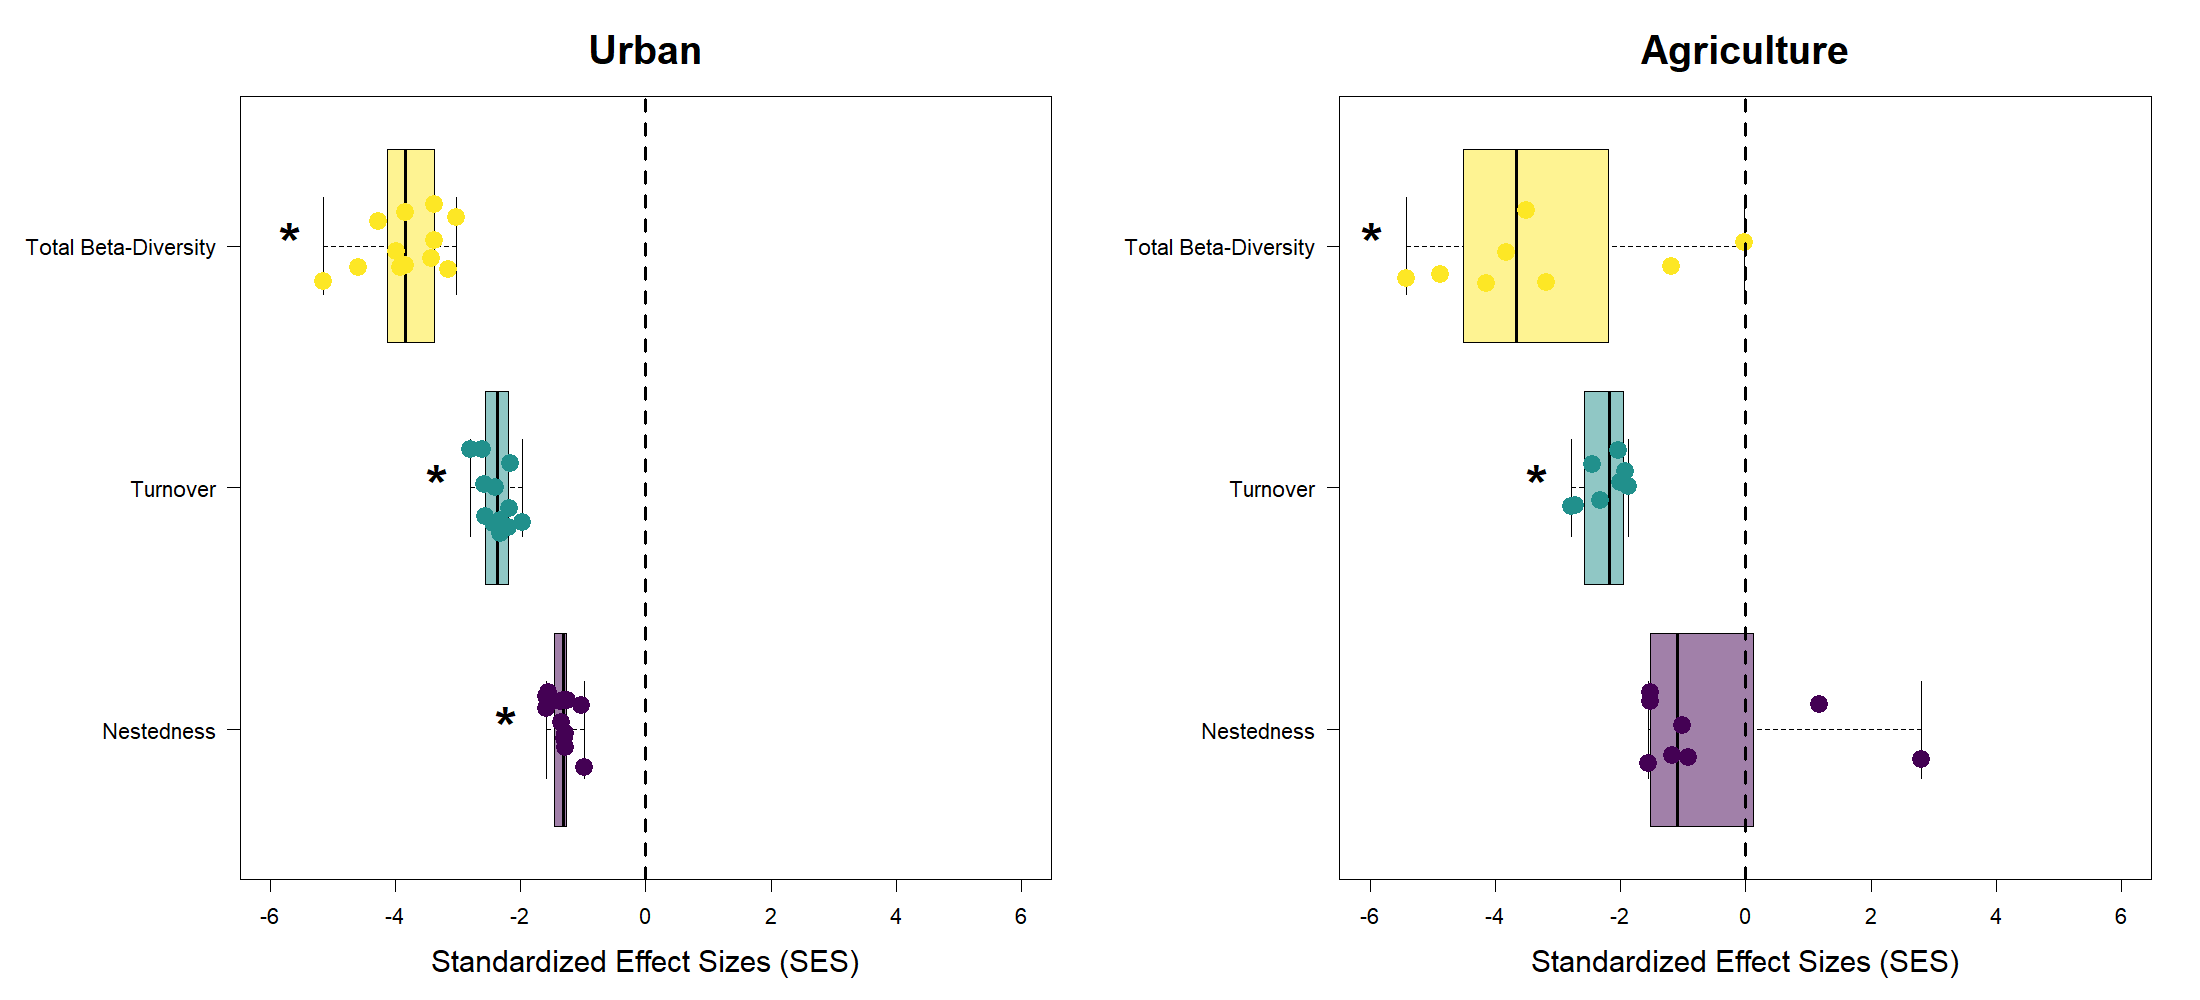 Urban
Total Beta-Diversity
*
Turnover
*
Nestedness
*
-6 -4 -2 0 2 4 6
Standardized Effect Sizes (SES)
Agriculture
Total Beta-Diversity
*
Turnover
*
Nestedness
-6 -4 -2 0 2 4 6
Standardized Effect Sizes (SES)